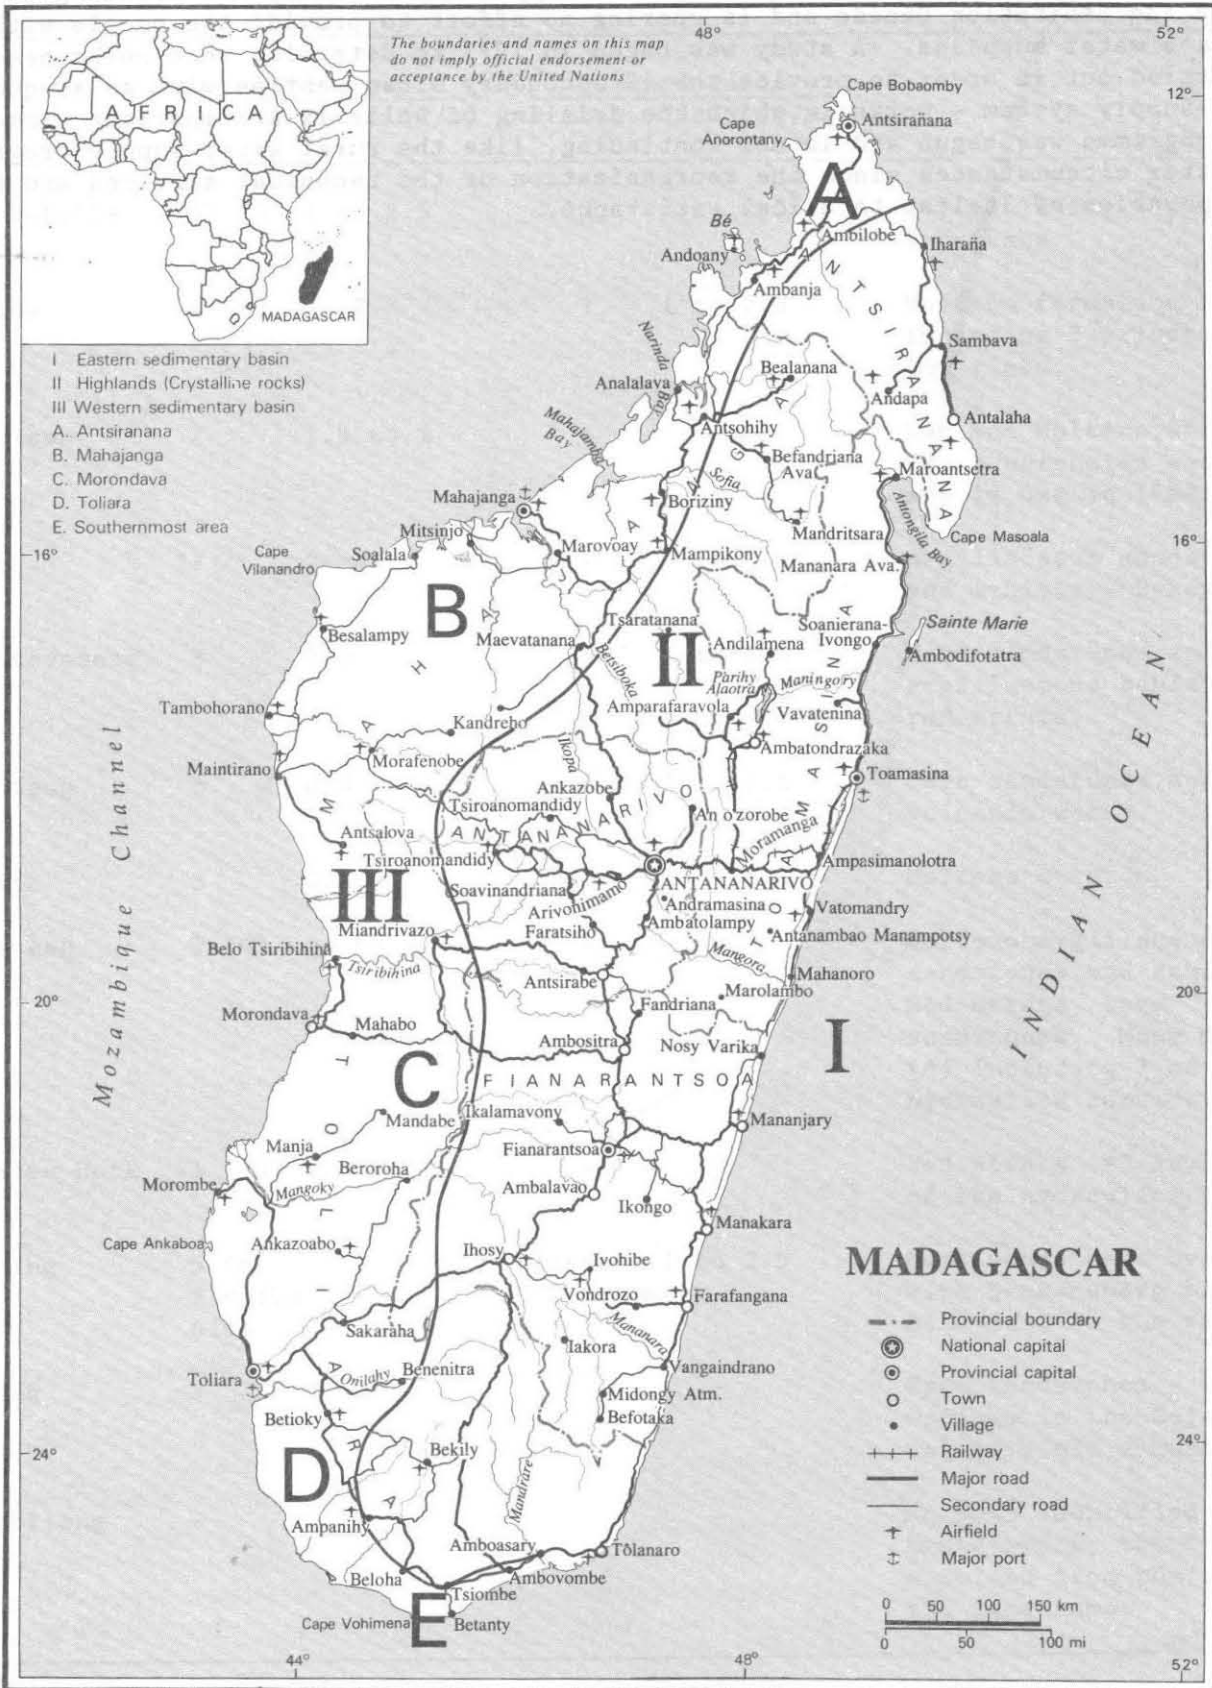 The boundaries and names on this map
do not imply official endorsement or
acceptance by the United Nations
48°
52°
12°
AFRICA
MADAGASCAR
I Eastern sedimentary basin
II Highlands (Crystalline rocks)
III Western sedimentary basin
A. Antsiranana
B. Mahajanga
C. Morondava
D. Toliara
E. Southernmost area
Cape Bobaomby
Cape
Anorontany
Antsirañana
A
Bé
Andoany
Ambilobe
Iharaña
Ambanja
ANTSIRANANA
Narinda
Bay
Sambava
Bealanana
Analalava
Andapa
Antalaha
Mahajamba
Bay
Antsohihy
Befandriana
Ava.
Maroantsetra
Sofia
Mahajanga
Boriziny
Antongila Bay
Mandritsara
Cape Masoala
Mitsinjo
16°
Soalala
Marovoay
Mampikony
16°
Cape
Vilanandro
Mananara Ava.
B
MAHAJANGA
Tsaratanana
Soanierana-
Ivongo
Sainte Marie
Besalampy
Maevatanana
II
Andilamena
Ambodifotatra
Betsiboka
Parihy
Alaotra
Maningory
Tambohorano
Amparafaravola
Vavatenina
Kandreho
Ambatondrazaka
Morafenobe
Ikopa
Maintirano
Toamasina
Ankazobe
Tsiroanomandidy
An o'zorobe
ANTANANARIVO
TOAMASINA
Antsalova
Moramanga
Tsiroanomandidy
Ampasimanolotra
III
Soavinandriana
ANTANANARIVO
Arivonimamo
Andramasina
Vatomandry
Miandrivazo
Faratsiho
Ambatolampy
Antanambao Manampotsy
Belo Tsiribihina
Tsiribihina
Mangora
Mahanoro
Antsirabe
20°
Marolambo
20°
Morondava
Fandriana
Mahabo
Ambositra
Nosy Varika
I
C
FIANARANTSOA
Mandabe
Ikalamavony
Mananjary
Manja
Fianarantsoa
Beroroha
Morombe
Mangoky
Ambalavao
Ikongo
Manakara
Cape Ankaboa
Ankazoabo
Ihosy
Ivohibe
Vondrozo
Farafangana
Sakaraha
Mananara
Iakora
Toliara
Onilahy
Benenitra
Vangaindrano
Midongy Atm.
Betioky
Befotaka
24°
D
Bekily
24°
TOLIARA
Mandrare
Ampanihy
Amboasary
Tôlanaro
Beloha
Ambovombe
Tsiombe
E
Cape Vohimena
Betanty
Mozambique Channel
INDIAN OCEAN
MADAGASCAR
Provincial boundary
National capital
Provincial capital
Town
Village
Railway
Major road
Secondary road
Airfield
Major port
0 50 100 150 km
0 50 100 mi
44°
48°
52°